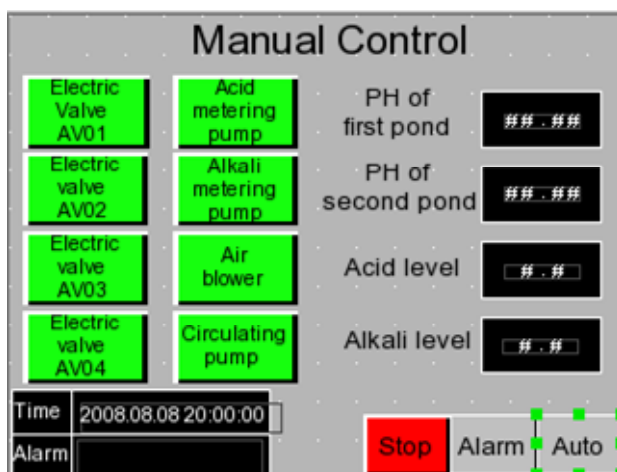 Manual Control
Electric
Valve
AV01
Acid
metering
pump
PH of
first pond
##.##
Electric
valve
AV02
Alkali
metering
pump
PH of
second pond
##.##
Electric
valve
AV03
Air
blower
Acid level
#.#
Electric
valve
AV04
Circulating
pump
Alkali level
#.#
Time
2008.08.08 20:00:00
Alarm
Stop
Alarm
Auto